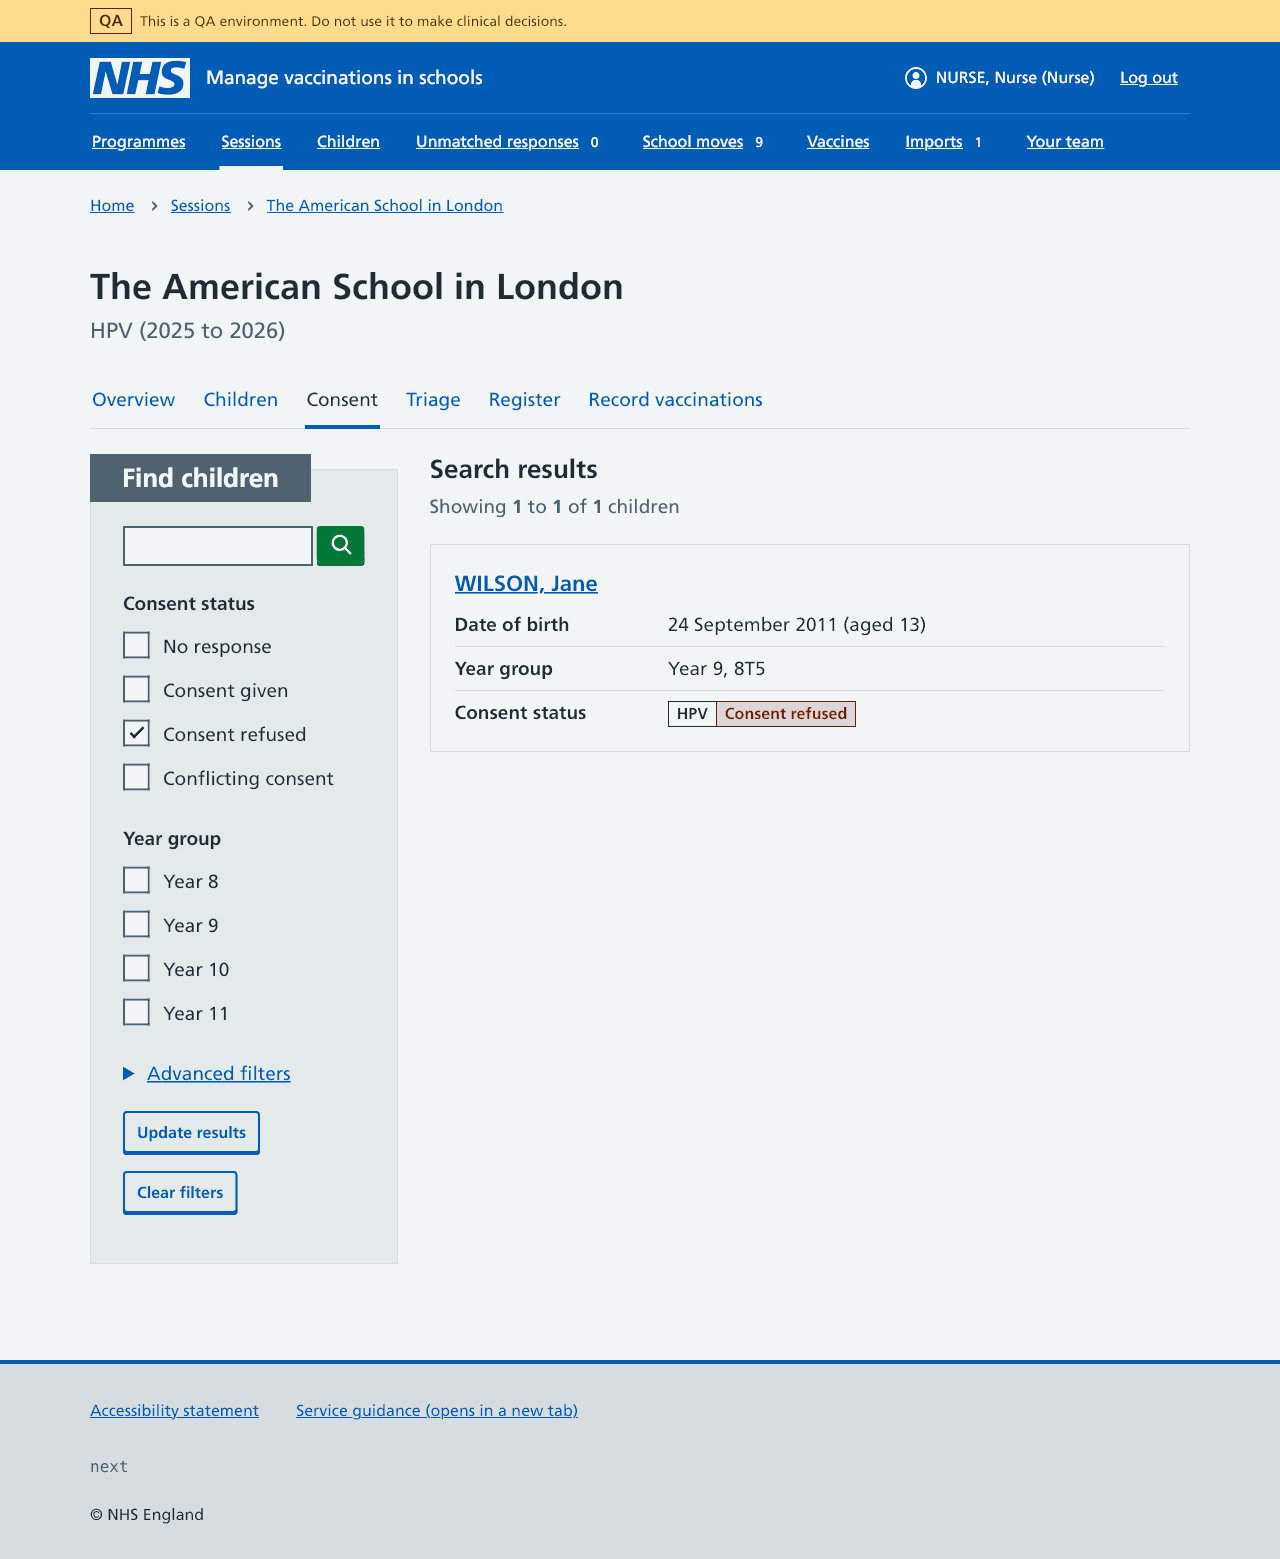 QA This is a QA environment. Do not use it to make clinical decisions.
NHS Manage vaccinations in schools NURSE, Nurse (Nurse) Log out
Programmes Sessions Children Unmatched responses 0 School moves 9 Vaccines Imports 1 Your team
Home Sessions The American School in London
The American School in London
HPV (2025 to 2026)
Overview Children Consent Triage Register Record vaccinations
Find children
Consent status
No response
Consent given
Consent refused
Conflicting consent
Year group
Year 8
Year 9
Year 10
Year 11
Advanced filters
Update results
Clear filters
Search results
Showing 1 to 1 of 1 children
WILSON, Jane
Date of birth 24 September 2011 (aged 13)
Year group Year 9, 8T5
Consent status HPV Consent refused
Accessibility statement Service guidance (opens in a new tab)
next
© NHS England